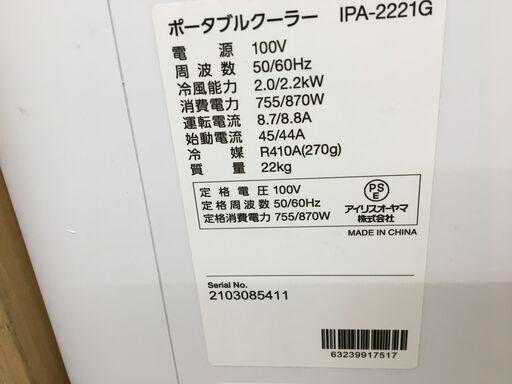 ポータブルクーラー IPA-2221G
電源 100V
周波数 50/60Hz
冷風能力 2.0/2.2kW
消費電力 755/870W
運転電流 8.7/8.8A
始動電流 45/44A
冷媒 R410A(270g)
質量 22kg
定格電圧 100V
定格周波数 50/60Hz
定格消費電力 755/870W
PSE
アイリスオーヤマ
株式会社
MADE IN CHINA
Serial No.
2103085411
63239917517